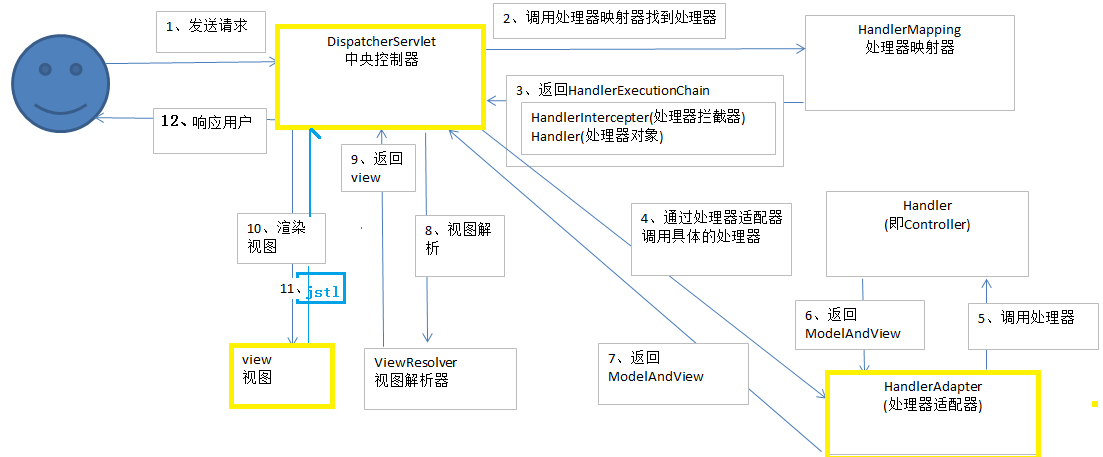 1、发送请求
DispatcherServlet
中央控制器
2、调用处理器映射器找到处理器
HandlerMapping
处理器映射器
3、返回HandlerExecutionChain
HandlerIntercepter(处理器拦截器)
Handler(处理器对象)
12、响应用户
9、返回
view
10、渲染
视图
8、视图解
析
4、通过处理器适配器
调用具体的处理器
Handler
(即Controller)
11、jstl
6、返回
ModelAndView
5、调用处理器
view
视图
ViewResolver
视图解析器
7、返回
ModelAndView
HandlerAdapter
(处理器适配器)